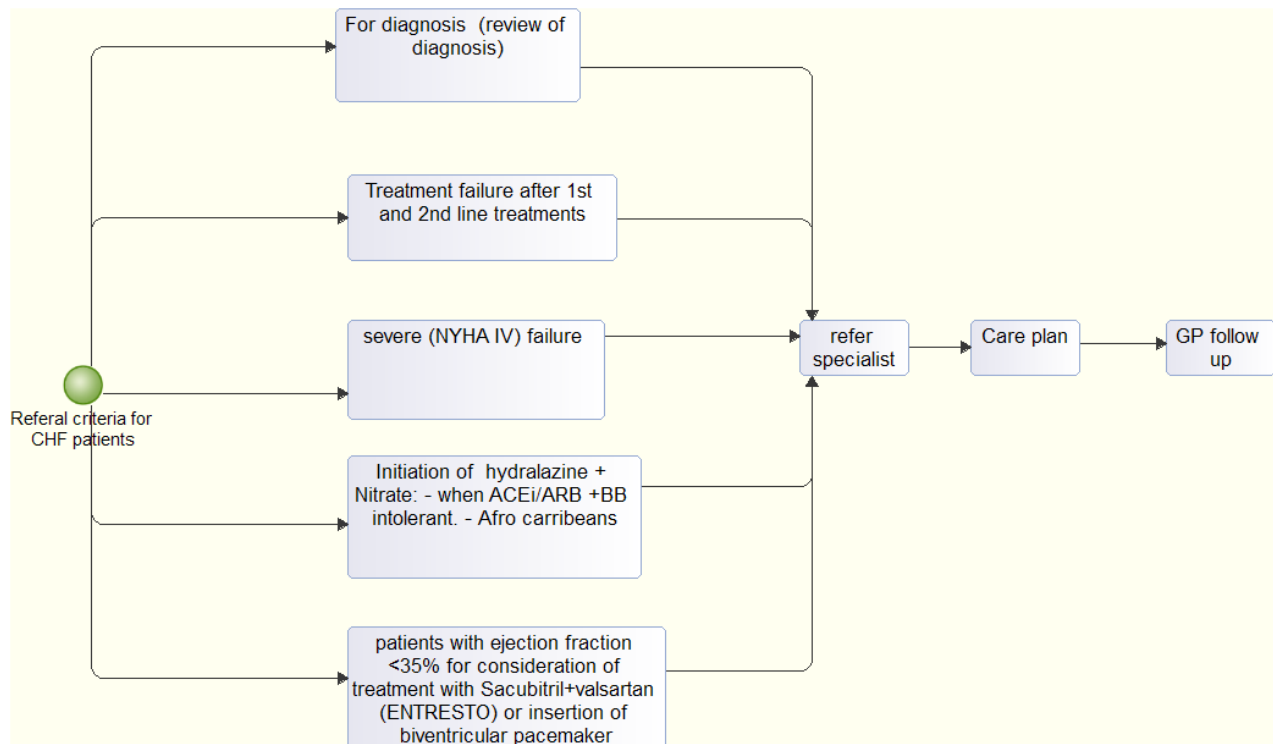 For diagnosis (review of
diagnosis)
Treatment failure after 1st
and 2nd line treatments
severe (NYHA IV) failure
refer
specialist
Care plan
GP follow
up
Referal criteria for
CHF patients
Initiation of hydralazine +
Nitrate: - when ACEi/ARB +BB
intolerant. - Afro carribeans
patients with ejection fraction
<35% for consideration of
treatment with Sacubitril+valsartan
(ENTRESTO) or insertion of
biventricular pacemaker